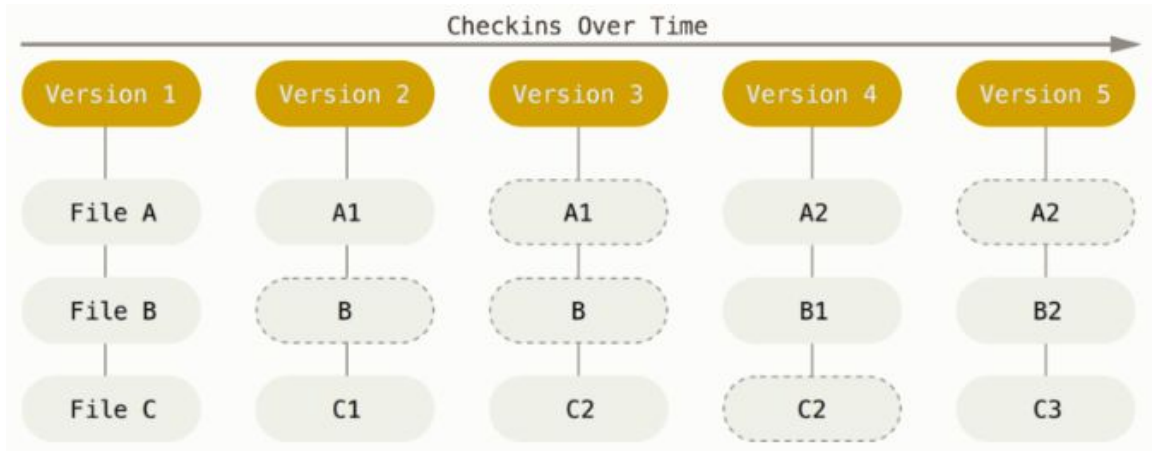 Checkins Over Time
Version 1 Version 2 Version 3 Version 4 Version 5
File A A1 A1 A2 A2
File B B B B1 B2
File C C1 C2 C2 C3